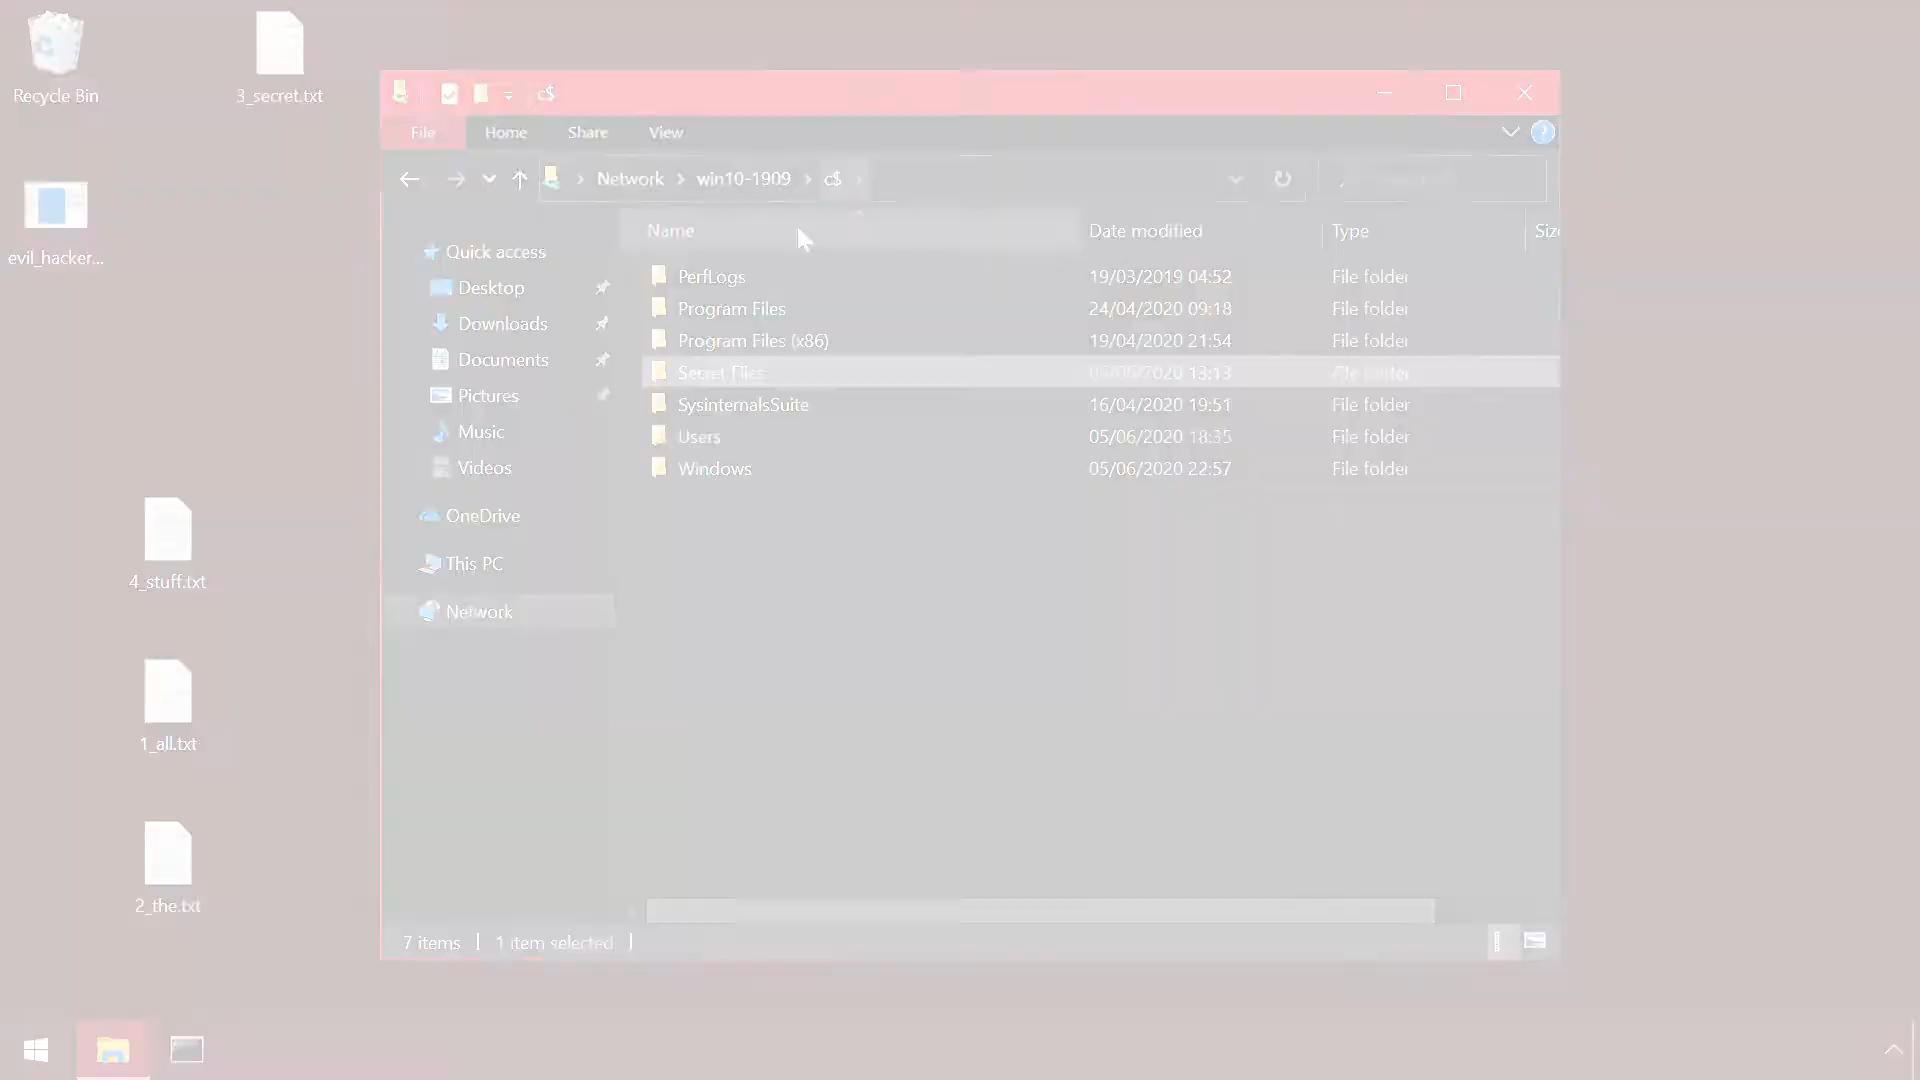 Recycle Bin
3_secret.txt
evil_hacker...
4_stuff.txt
1_all.txt
2_the.txt
c$
File Home Share View
Network win10-1909 c$
Name Date modified Type Size
Quick access
Desktop
Downloads
Documents
Pictures
Music
Videos
OneDrive
This PC
Network
PerfLogs 19/03/2019 04:52 File folder
Program Files 24/04/2020 09:18 File folder
Program Files (x86) 19/04/2020 21:54 File folder
Secret Files 13:13 File folder
SysinternalsSuite 16/04/2020 19:51 File folder
Users 05/06/2020 18:35 File folder
Windows 05/06/2020 22:57 File folder
7 items 1 item selected